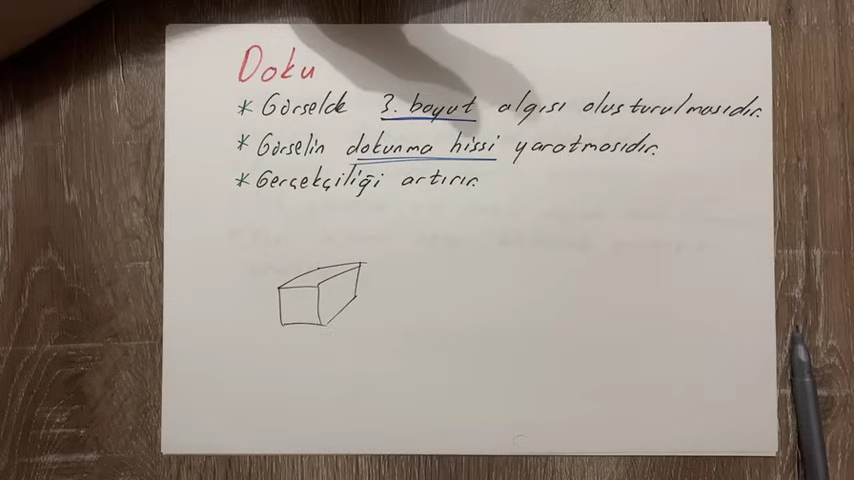 Doku
* Görselde 3. boyut algısı oluşturulmasıdır.
* Görselin dokunma hissi yaratmasıdır.
* Gerçekçiliği artırır.